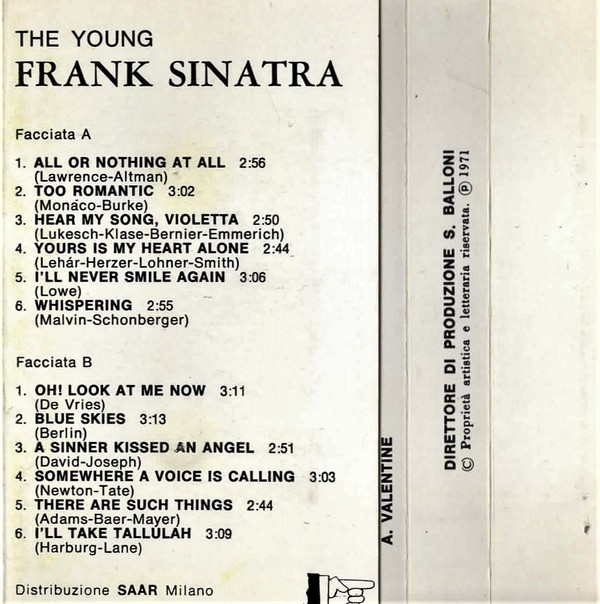 THE YOUNG
FRANK SINATRA
Facciata A
1. ALL OR NOTHING AT ALL 2:56
(Lawrence-Altman)
2. TOO ROMANTIC 3:02
(Monaco-Burke)
3. HEAR MY SONG, VIOLETTA 2:50
(Lukesch-Klase-Bernier-Emmerich)
4. YOURS IS MY HEART ALONE 2:44
(Lehár-Herzer-Lohner-Smith)
5. I'LL NEVER SMILE AGAIN 3:06
(Lowe)
6. WHISPERING 2:55
(Malvin-Schonberger)
Facciata B
1. OH! LOOK AT ME NOW 3:11
(De Vries)
2. BLUE SKIES 3:13
(Berlin)
3. A SINNER KISSED AN ANGEL 2:51
(David-Joseph)
4. SOMEWHERE A VOICE IS CALLING 3:03
(Newton-Tate)
5. THERE ARE SUCH THINGS 2:44
(Adams-Baer-Mayer)
6. I'LL TAKE TALLULAH 3:09
(Harburg-Lane)
Distribuzione SAAR Milano
A. VALENTINE
DIRETTORE DI PRODUZIONE S. BALLONI
© Proprietà artistica e letteraria riservata. ℗ 1971